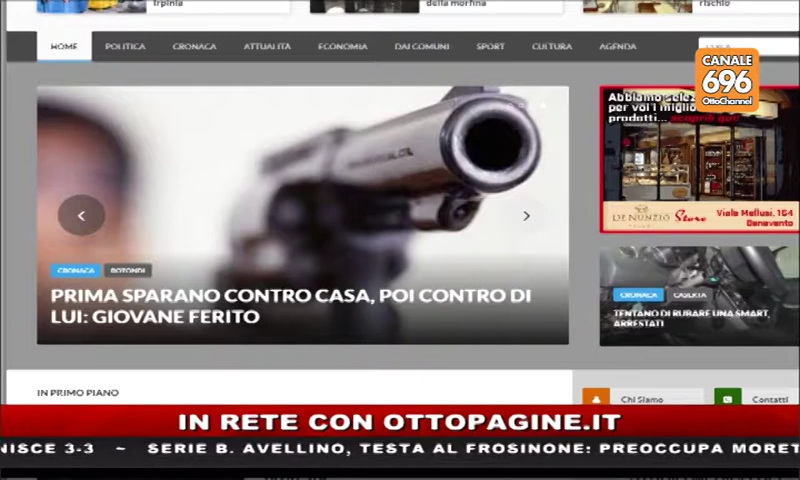 Irpinia
della morfina
rischio
HOME POLITICA CRONACA ATTUALITÀ ECONOMIA DAI COMUNI SPORT CULTURA AGENDA
CANALE
696
OttoChannel
Abbiamo selez
per voi i miglio
prodotti... scoprili qui!
DENUNZIO Store
Viale Mellusi, 164
Benevento
CRONACA ROTONDI
PRIMA SPARANO CONTRO CASA, POI CONTRO DI
LUI: GIOVANE FERITO
CRONACA CASERTA
TENTANO DI RUBARE UNA SMART,
ARRESTATI
IN PRIMO PIANO
Chi Siamo
Contatti
IN RETE CON OTTOPAGINE.IT
NISCE 3-3 ~ SERIE B. AVELLINO, TESTA AL FROSINONE: PREOCCUPA MORET